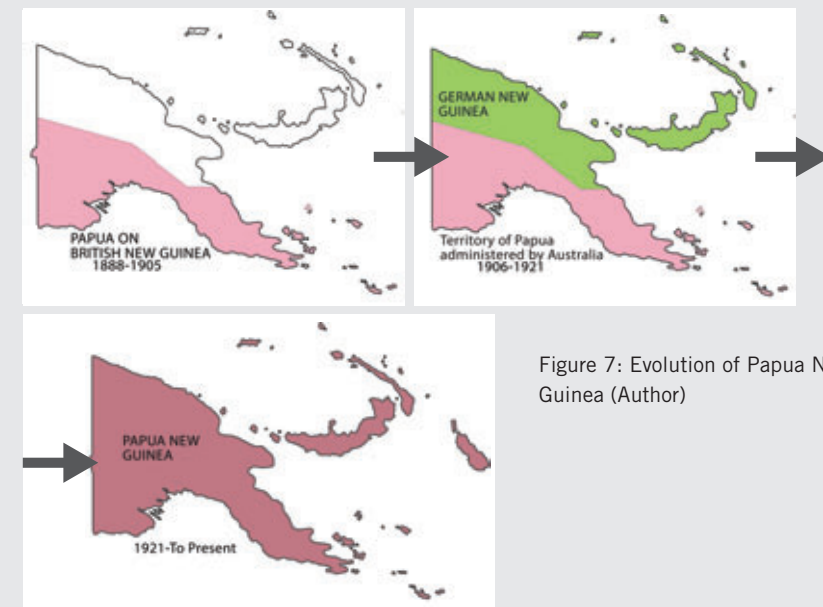 PAPUA ON
BRITISH NEW GUINEA
1888-1905
GERMAN NEW
GUINEA
Territory of Papua
administered by Australia
1906-1921
PAPUA NEW
GUINEA
1921-To Present
Figure 7: Evolution of Papua N
Guinea (Author)